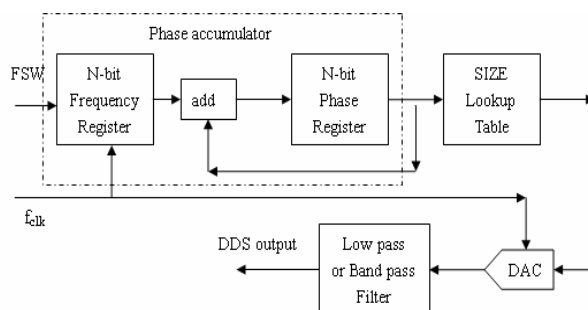 Phase accumulator
FSW
N-bit
Frequency
Register
add
N-bit
Phase
Register
SIZE
Lookup
Table
fclk
DDS output
Low pass
or Band pass
Filter
DAC